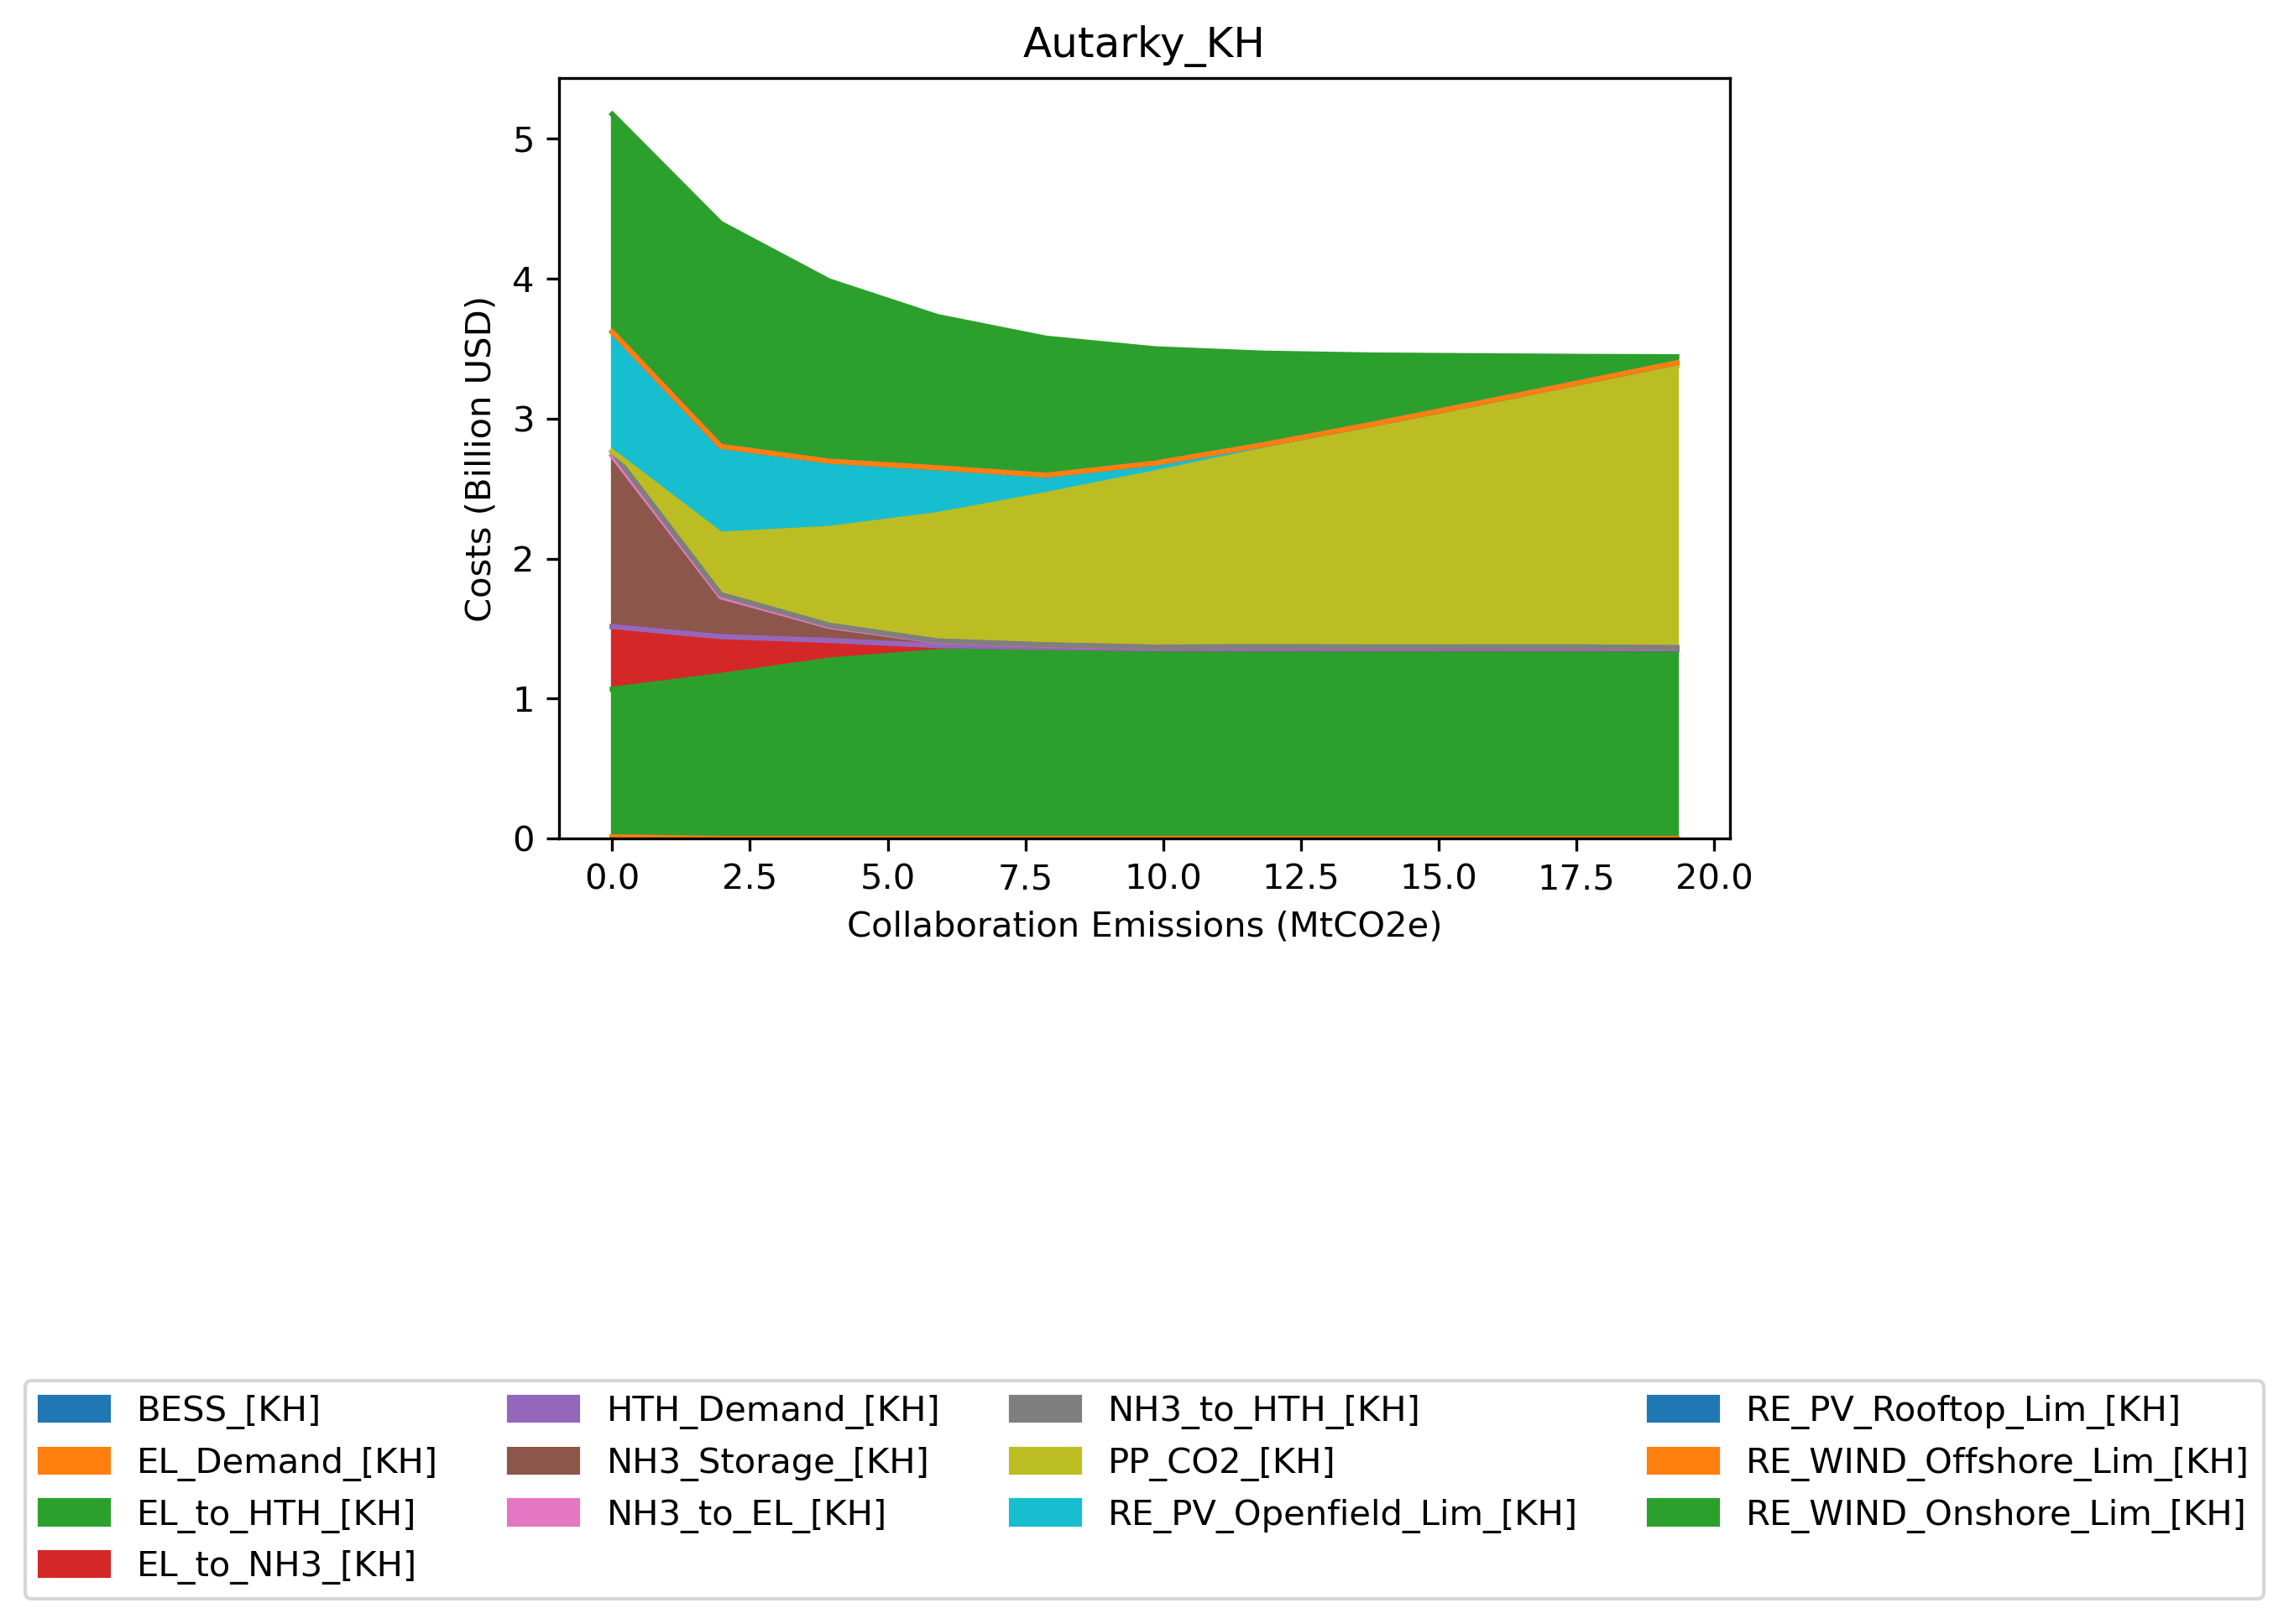 Autarky_KH
5
4
3
2
1
0
Costs (Billion USD)
0.0 2.5 5.0 7.5 10.0 12.5 15.0 17.5 20.0
Collaboration Emissions (MtCO2e)
BESS_[KH] HTH_Demand_[KH] NH3_to_HTH_[KH] RE_PV_Rooftop_Lim_[KH]
EL_Demand_[KH] NH3_Storage_[KH] PP_CO2_[KH] RE_WIND_Offshore_Lim_[KH]
EL_to_HTH_[KH] NH3_to_EL_[KH] RE_PV_Openfield_Lim_[KH] RE_WIND_Onshore_Lim_[KH]
EL_to_NH3_[KH]